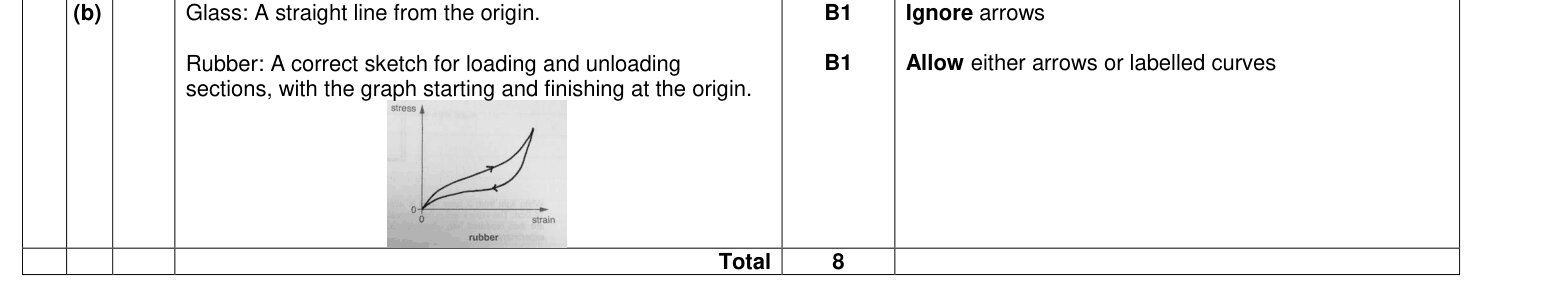 (b) Glass: A straight line from the origin. B1 Ignore arrows
Rubber: A correct sketch for loading and unloading B1 Allow either arrows or labelled curves
sections, with the graph starting and finishing at the origin.
stress
0
0
strain
rubber
Total 8